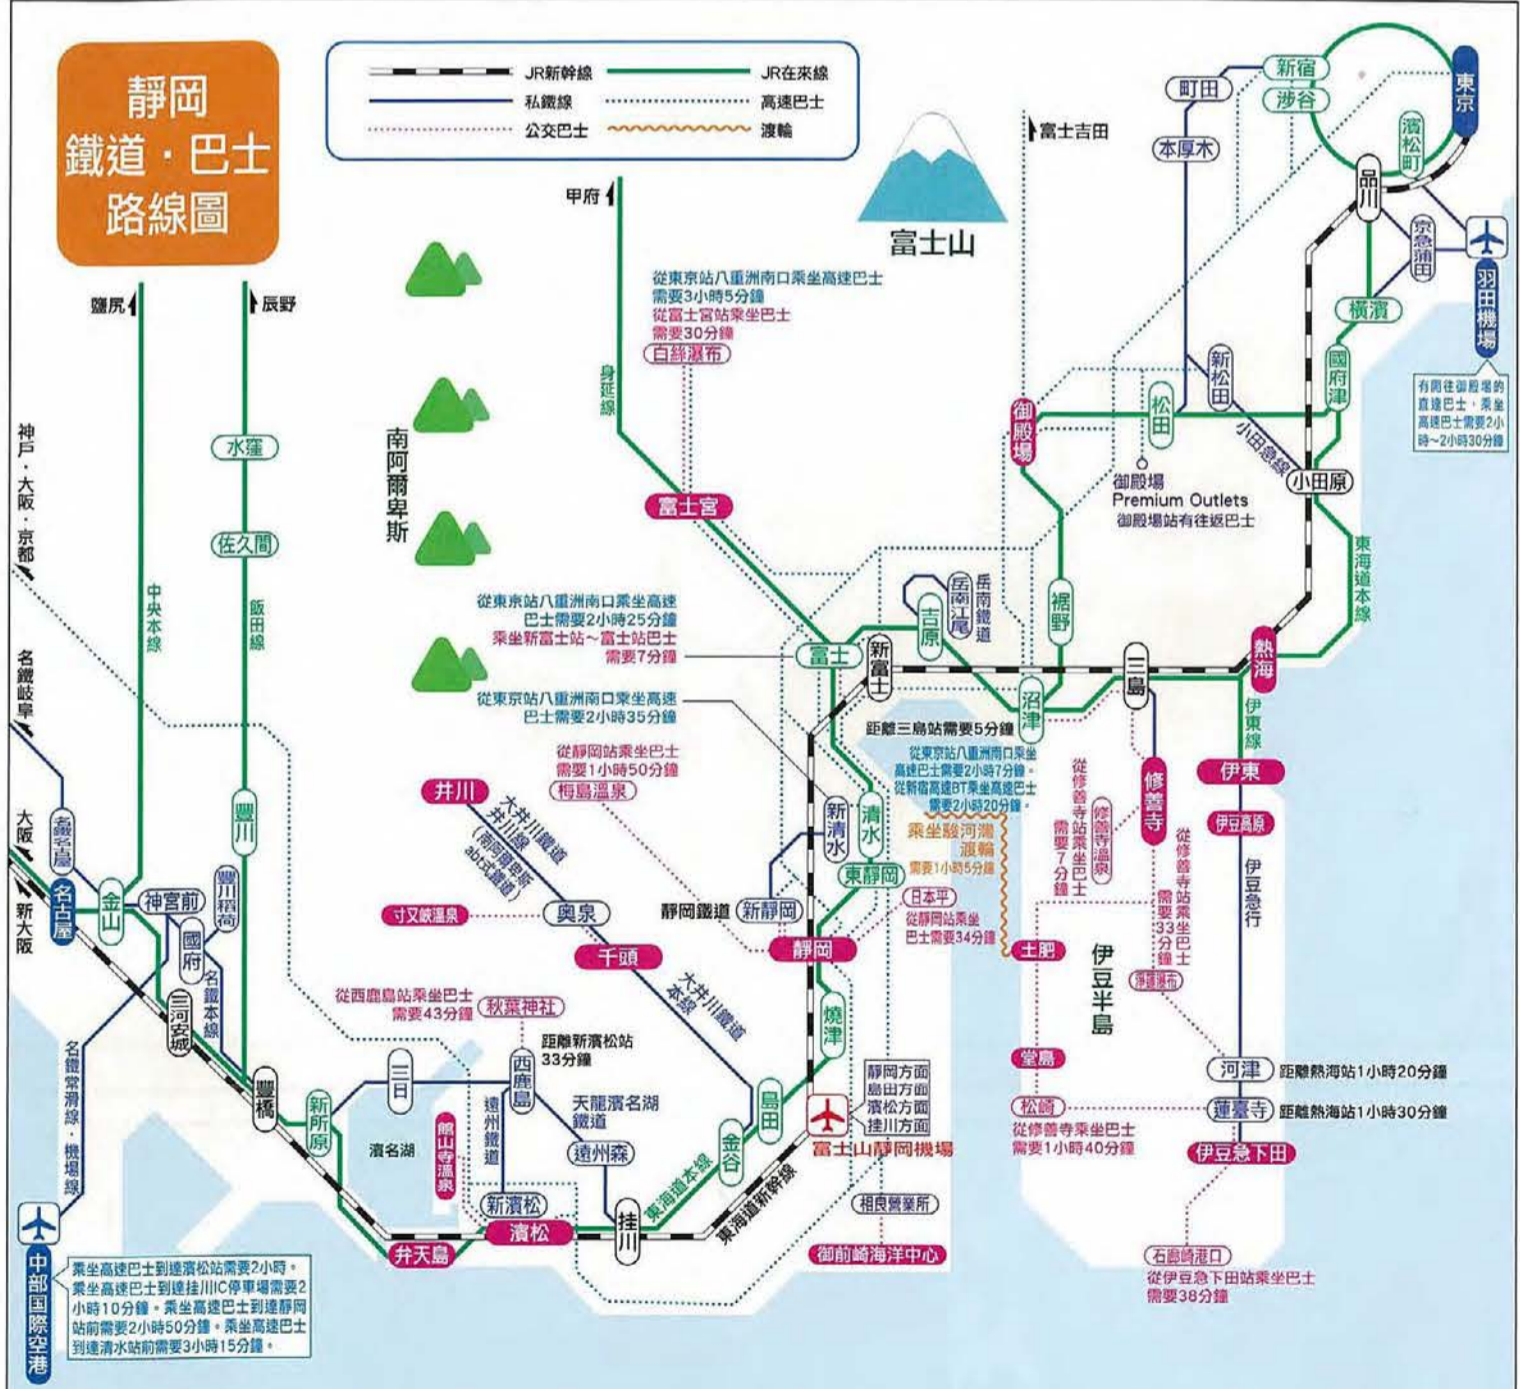 靜岡
鐵道・巴士
路線圖
JR新幹線
JR在來線
私鐵線
高速巴士
公交巴士
渡輪
富士山
富士吉田
甲府
鹽尻
辰野
新宿
涉谷
東京
濱松町
品川
町田
本厚木
京急蒲田
羽田機場
有開往御殿場的
直達巴士，乘坐
高速巴士需要2小
時～2小時30分鐘
橫濱
國府津
新松田
松田
小田急線
小田原
御殿場
御殿場
Premium Outlets
御殿場站有往返巴士
東海道本線
從東京站八重洲南口乘坐高速巴士
需要3小時5分鐘
從富士宮站乘坐巴士
需要30分鐘
白絲瀑布
身延線
富士宮
南阿爾卑斯
水窪
佐久間
中央本線
飯田線
神戶・大阪・京都
名鐵岐阜
大阪
新大阪
從東京站八重洲南口乘坐高速
巴士需要2小時25分鐘
乘坐新富士站～富士站巴士
需要7分鐘
富士
新富士
吉原
岳南江尾
岳南鐵道
裾野
沼津
三島
熱海
伊東線
距離三島站需要5分鐘
從東京站八重洲南口乘坐高速
巴士需要2小時35分鐘
從東京站八重洲南口乘坐
高速巴士需要2小時7分鐘。
從新宿高速BT乘坐高速巴士
需要2小時20分鐘。
乘坐駿河灣
渡輪
需要1小時5分鐘
從靜岡站乘坐巴士
需要1小時50分鐘
梅島溫泉
井川
大井川鐵道
井川線
（南阿爾卑斯
abt式鐵道）
新清水
清水
東靜岡
靜岡鐵道
新靜岡
日本平
從靜岡站乘坐
巴士需要34分鐘
靜岡
寸又峽溫泉
奧泉
千頭
大井川鐵道
本線
燒津
修善寺
修善寺溫泉
從修善寺站乘坐巴士
需要7分鐘
從修善寺站乘坐巴士
需要33分鐘
淨蓮瀑布
伊東
伊豆高原
伊豆急行
土肥
伊豆半島
堂島
松崎
從修善寺乘坐巴士
需要1小時40分鐘
河津
距離熱海站1小時20分鐘
蓮臺寺
距離熱海站1小時30分鐘
伊豆急下田
石廊崎港口
從伊豆急下田站乘坐巴士
需要38分鐘
名鐵名古屋
名古屋
金山
神宮前
豐川稻荷
豐川
國府
名鐵本線
三河安城
名鐵常滑線・機場線
豐橋
新所原
三日
濱名湖
從西鹿島站乘坐巴士
需要43分鐘
秋葉神社
距離新濱松站
33分鐘
西鹿島
天龍濱名湖
鐵道
遠州鐵道
館山寺溫泉
遠州森
新濱松
濱松
弁天島
挂川
東海道本線
東海道新幹線
金谷
島田
靜岡方面
島田方面
濱松方面
挂川方面
富士山靜岡機場
相良營業所
御前崎海洋中心
中部国際空港
乘坐高速巴士到達濱松站需要2小時。
乘坐高速巴士到達挂川IC停車場需要2
小時10分鐘。乘坐高速巴士到達靜岡
站前需要2小時50分鐘。乘坐高速巴士
到達清水站前需要3小時15分鐘。